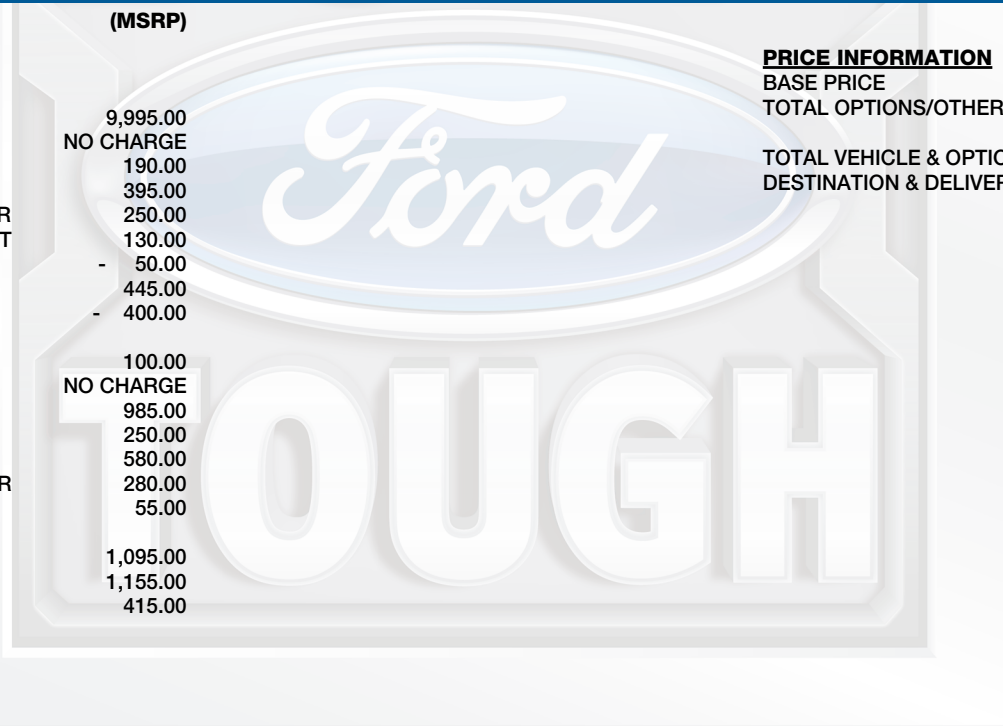 (MSRP)
9,995.00
NO CHARGE
190.00
395.00
R 250.00
T 130.00
- 50.00
445.00
- 400.00
100.00
NO CHARGE
985.00
250.00
580.00
R 280.00
55.00
1,095.00
1,155.00
415.00
PRICE INFORMATION
BASE PRICE
TOTAL OPTIONS/OTHER
TOTAL VEHICLE & OPTIO
DESTINATION & DELIVER
Ford
TOUGH